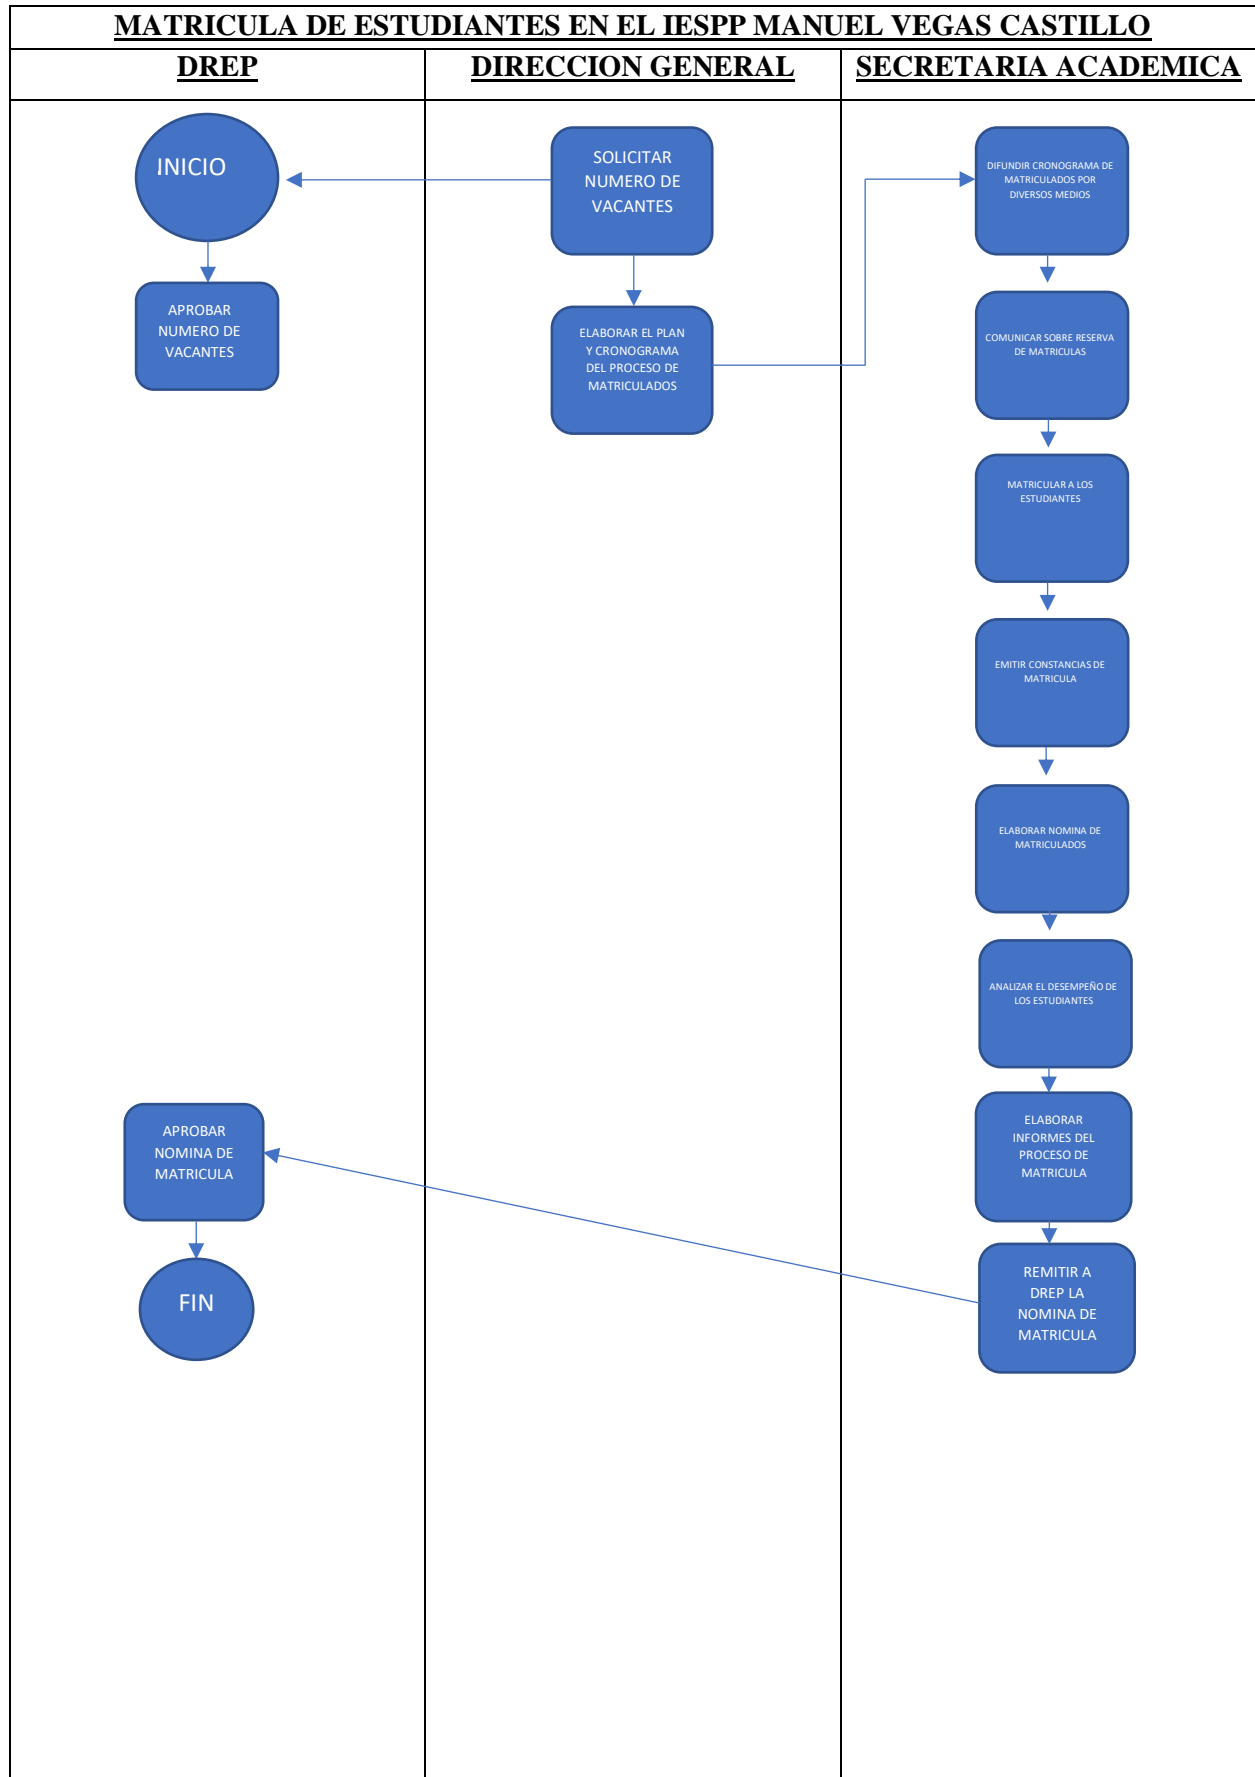 MATRICULA DE ESTUDIANTES EN EL IESPP MANUEL VEGAS CASTILLO
DREP
DIRECCION GENERAL
SECRETARIA ACADEMICA
INICIO
APROBAR
NUMERO DE
VACANTES
SOLICITAR
NUMERO DE
VACANTES
ELABORAR EL PLAN
Y CRONOGRAMA
DEL PROCESO DE
MATRICULADOS
DIFUNDIR CRONOGRAMA DE
MATRICULADOS POR
DIVERSOS MEDIOS
COMUNICAR SOBRE RESERVA
DE MATRICULAS
MATRICULAR A LOS
ESTUDIANTES
EMITIR CONSTANCIAS DE
MATRICULA
ELABORAR NOMINA DE
MATRICULADOS
ANALIZAR EL DESEMPEÑO DE
LOS ESTUDIANTES
ELABORAR
INFORMES DEL
PROCESO DE
MATRICULA
REMITIR A
DREP LA
NOMINA DE
MATRICULA
APROBAR
NOMINA DE
MATRICULA
FIN